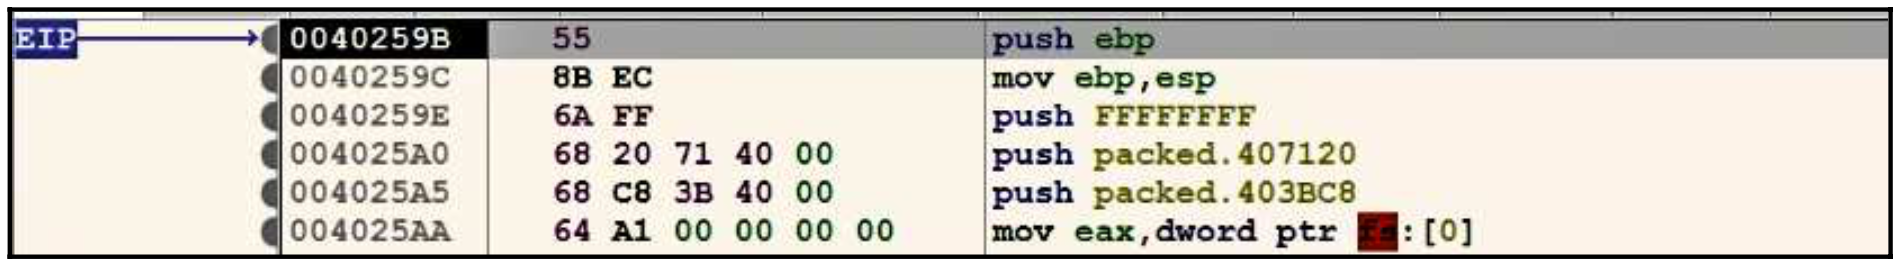 EIP 0040259B 55 push ebp
0040259C 8B EC mov ebp,esp
0040259E 6A FF push FFFFFFFF
004025A0 68 20 71 40 00 push packed.407120
004025A5 68 C8 3B 40 00 push packed.403BC8
004025AA 64 A1 00 00 00 00 mov eax,dword ptr fs:[0]